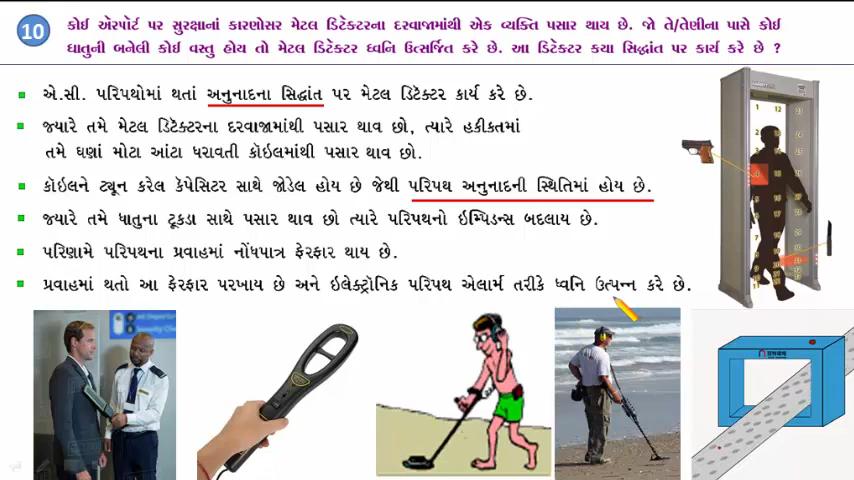 10
કોઈ ઍરપોર્ટ પર સુરક્ષાનાં કારણોસર મેટલ ડિટૅક્ટરના દરવાજામાંથી એક વ્યક્તિ પસાર થાય છે. જો તે/તેણીના પાસે કોઈ
ધાતુની બનેલી કોઈ વસ્તુ હોય તો મેટલ ડિટૅક્ટર ધ્વનિ ઉત્સર્જિત કરે છે. આ ડિટૅક્ટર કયા સિદ્ધાંત પર કાર્ય કરે છે ?
એ.સી. પરિપથોમાં થતાં અનુનાદના સિદ્ધાંત પર મેટલ ડિટૅક્ટર કાર્ય કરે છે.
જ્યારે તમે મેટલ ડિટૅક્ટરના દરવાજામાંથી પસાર થાવ છો, ત્યારે હકીકતમાં
તમે ઘણાં મોટા આંટા ધરાવતી કૉઇલમાંથી પસાર થાવ છો.
કૉઇલને ટ્યૂન કરેલ કૅપેસિટર સાથે જોડેલ હોય છે જેથી પરિપથ અનુનાદની સ્થિતિમાં હોય છે.
જ્યારે તમે ધાતુના ટૂકડા સાથે પસાર થાવ છો ત્યારે પરિપથનો ઇમ્પિડન્સ બદલાય છે.
પરિણામે પરિપથના પ્રવાહમાં નોંધપાત્ર ફેરફાર થાય છે.
પ્રવાહમાં થતો આ ફેરફાર પરખાય છે અને ઇલેક્ટ્રૉનિક પરિપથ એલાર્મ તરીકે ધ્વનિ ઉત્પન્ન કરે છે.